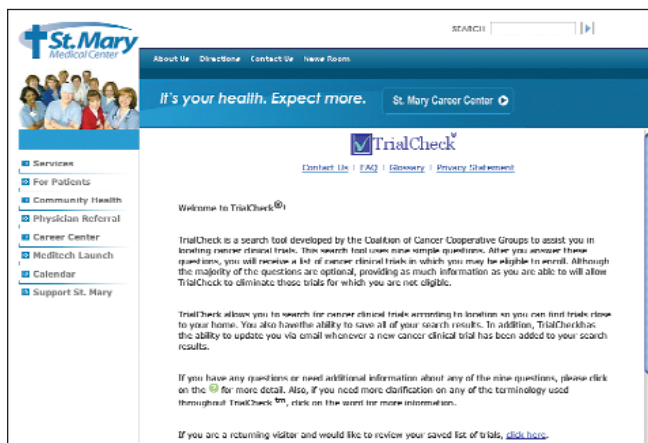 St.Mary
Medical Center
SEARCH
About Us Directions Contact Us News Room
It's your health. Expect more.
St. Mary Career Center
Services
For Patients
Community Health
Physician Referral
Career Center
Meditech Launch
Calendar
Support St. Mary
TrialCheck
Contact Us | FAQ | Glossary | Privacy Statement
Welcome to TrialCheck®!
TrialCheck is a search tool developed by the Coalition of Cancer Cooperative Groups to assist you in
locating cancer clinical trials. This search tool uses nine simple questions. After you answer these
questions, you will receive a list of cancer clinical trials in which you may be eligible to enroll. Although
the majority of the questions are optional, providing as much information as you are able to will allow
TrialCheck to eliminate those trials for which you are not eligible.
TrialCheck allows you to search for cancer clinical trials according to location so you can find trials close
to your home. You also havethe ability to save all of your search results. In addition, TrialCheckhas
the ability to update you via email whenever a new cancer clinical trial has been added to your search
results.
If you have any questions or need additional information about any of the nine questions, please click
on the ? for more detail. Also, if you need more clarification on any of the terminology used
throughout TrialCheck tm, click on the word for more information.
If you are a returning visitor and would like to review your saved list of trials, click here.